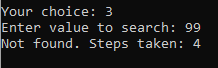 Your choice: 3
Enter value to search: 99
Not found. Steps taken: 4